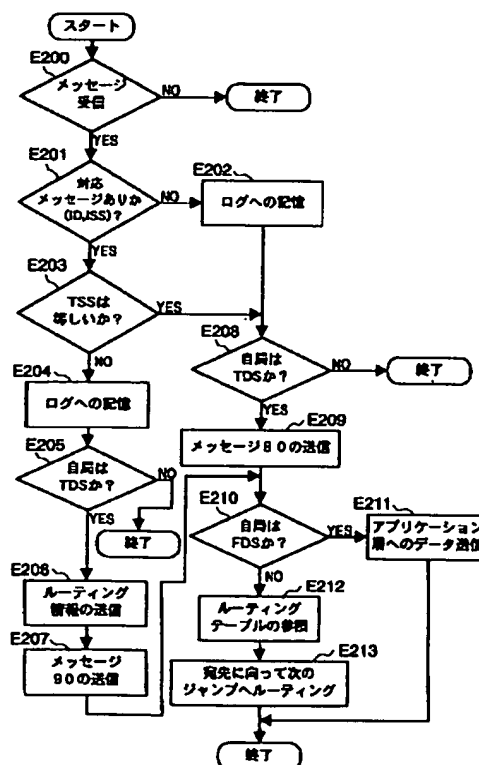 スタート
E200
メッセージ
受信
NO
終了
YES
E201
対応
メッセージありか
(ID,ISS)?
NO
E202
ログへの記憶
YES
E203
TSSは
等しいか?
YES
NO
E204
ログへの記憶
E205
自局は
TDSか?
NO
終了
YES
E206
ルーティング
情報の送信
E207
メッセージ
90の送信
E208
自局は
TDSか?
NO
終了
YES
E209
メッセージ80の送信
E210
自局は
FDSか?
YES
E211
アプリケーション
層へのデータ送信
NO
E212
ルーティング
テーブルの参照
E213
宛先に向って次の
ジャンプへルーティング
終了